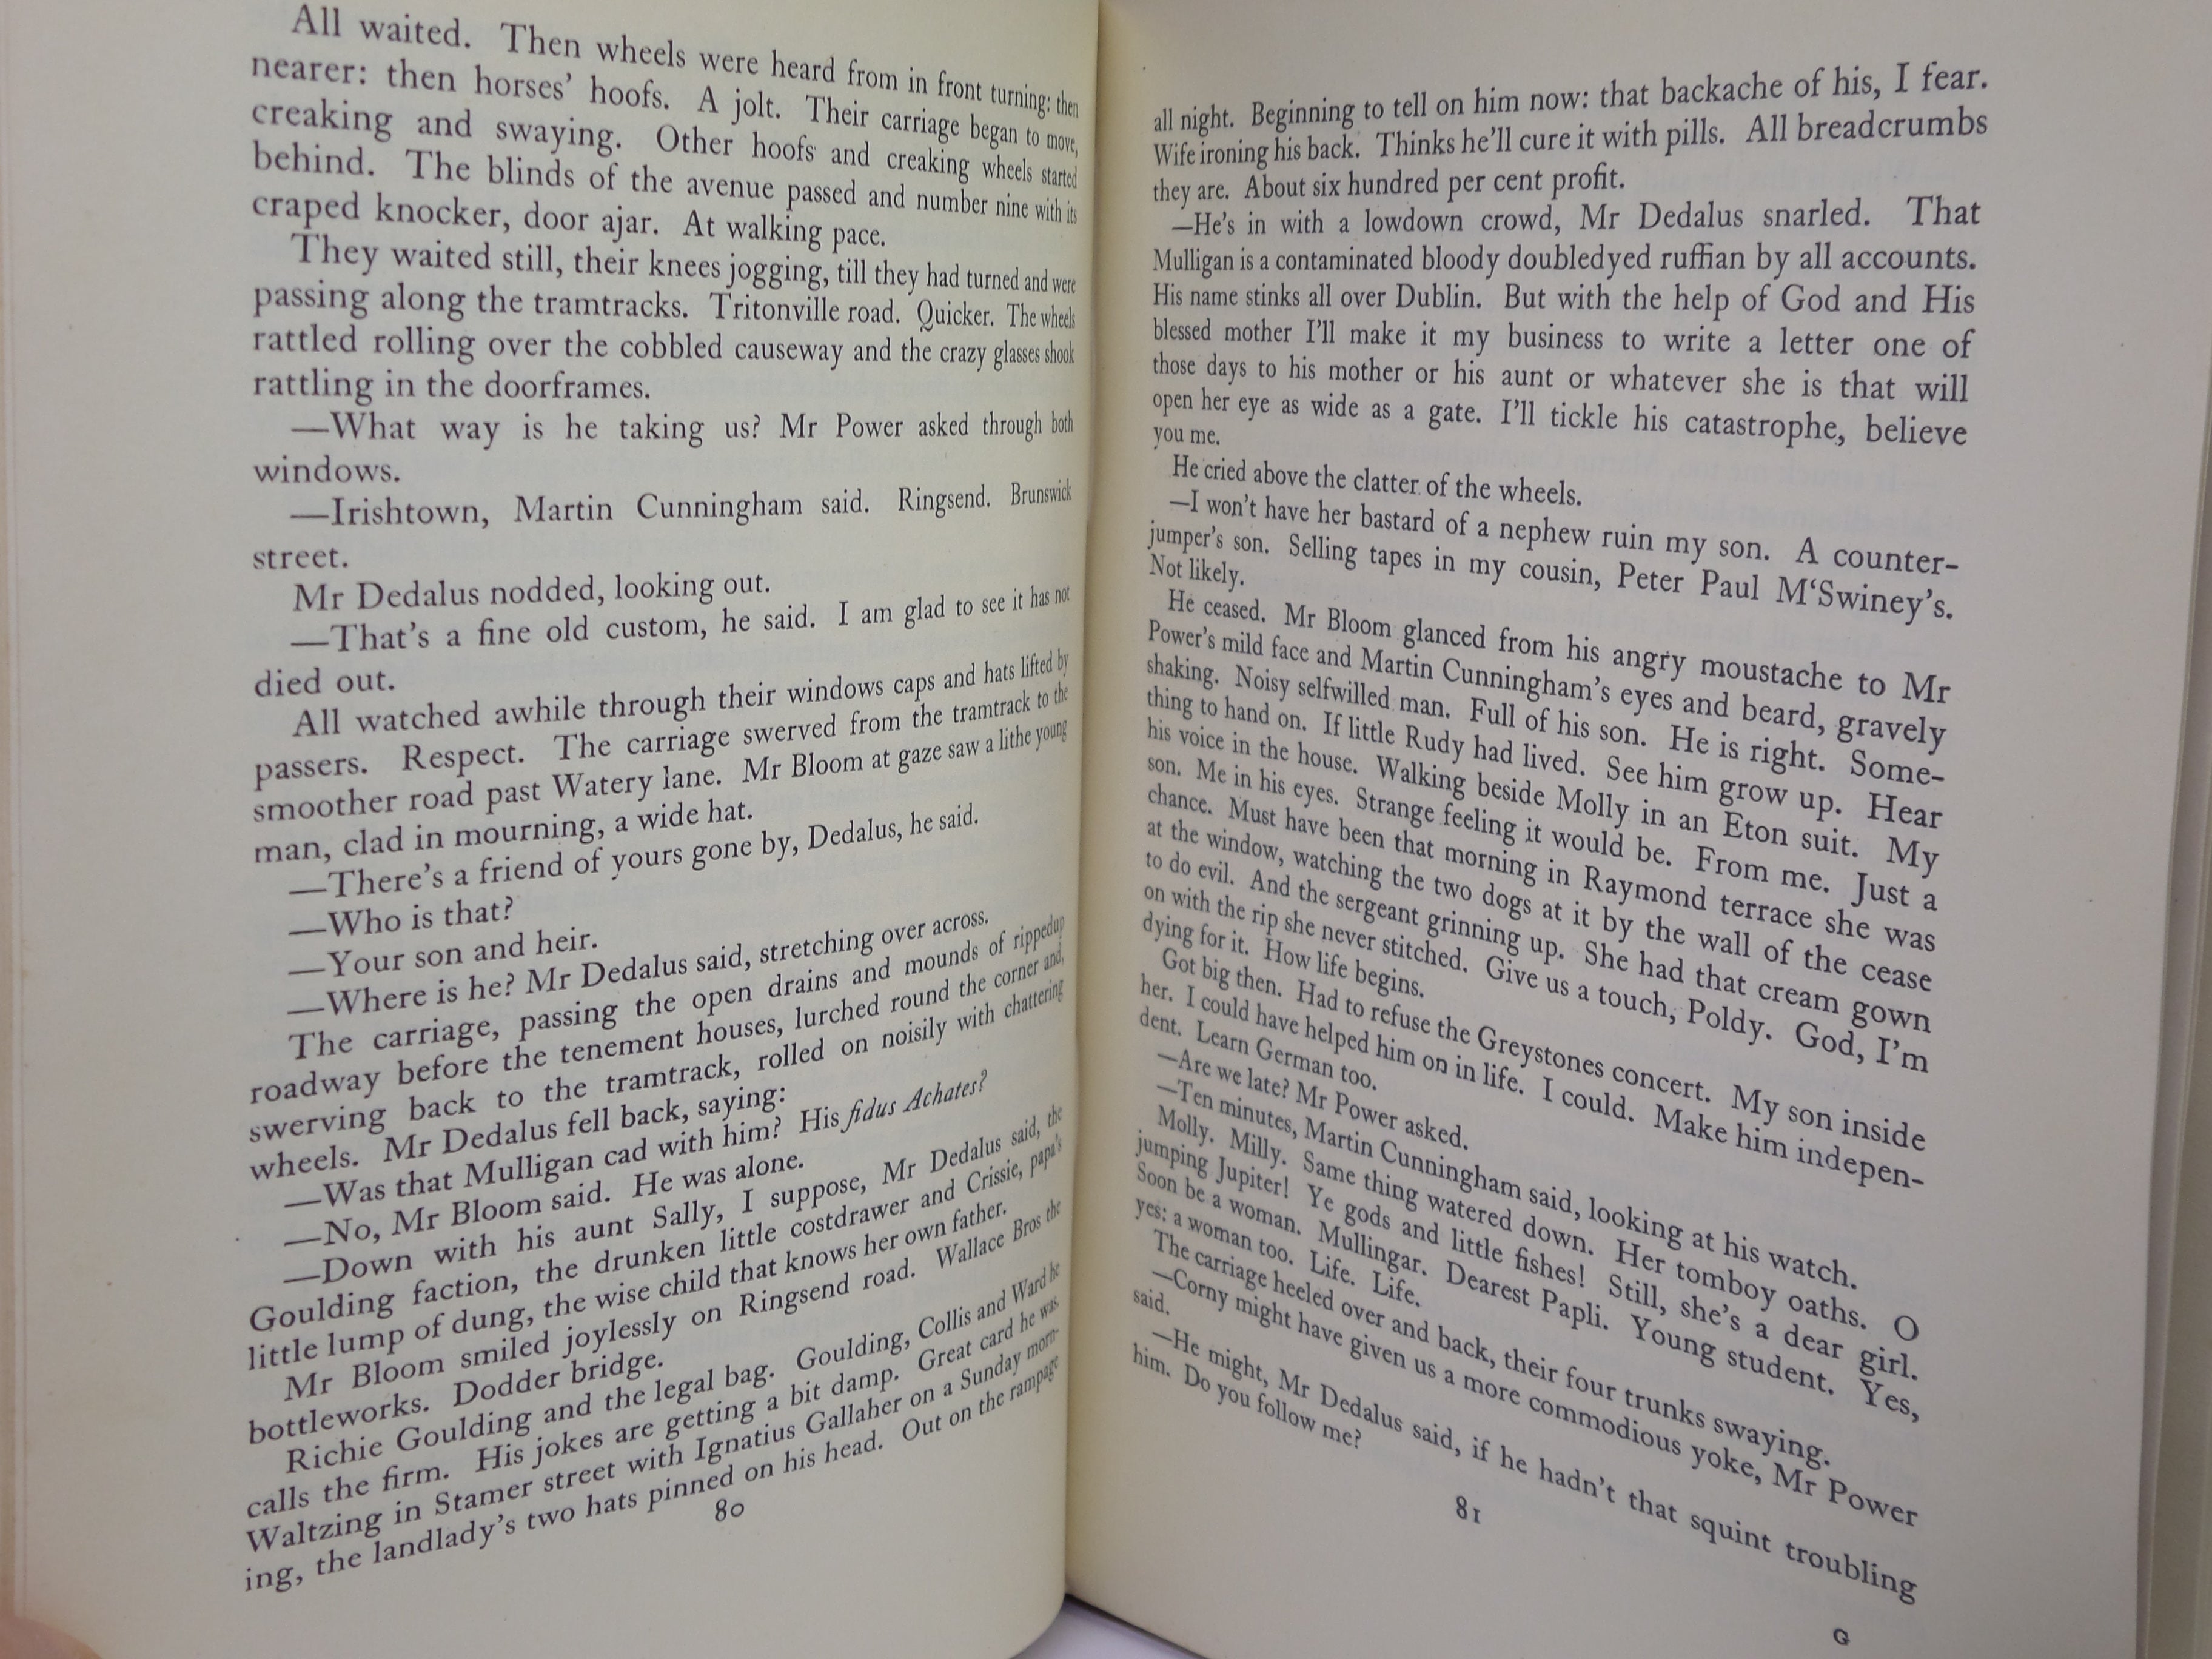 All waited. Then wheels were heard from in front turning: then
nearer: then horses’ hoofs. A jolt. Their carriage began to move,
creaking and swaying. Other hoofs and creaking wheels started
behind. The blinds of the avenue passed and number nine with its
craped knocker, door ajar. At walking pace.
They waited still, their knees jogging, till they had turned and were
passing along the tramtracks. Tritonville road. Quicker. The wheels
rattled rolling over the cobbled causeway and the crazy glasses shook
rattling in the doorframes.
—What way is he taking us? Mr Power asked through both
windows.
—Irishtown, Martin Cunningham said. Ringsend. Brunswick
street.
Mr Dedalus nodded, looking out.
—That’s a fine old custom, he said. I am glad to see it has not
died out.
All watched awhile through their windows caps and hats lifted by
passers. Respect. The carriage swerved from the tramtrack to the
smoother road past Watery lane. Mr Bloom at gaze saw a lithe young
man, clad in mourning, a wide hat.
—There’s a friend of yours gone by, Dedalus, he said.
—Who is that?
—Your son and heir.
—Where is he? Mr Dedalus said, stretching over across.
The carriage, passing the open drains and mounds of rippedup
roadway before the tenement houses, lurched round the corner and,
swerving back to the tramtrack, rolled on noisily with chattering
wheels. Mr Dedalus fell back, saying:
—Was that Mulligan cad with him? His fidus Achates?
—No, Mr Bloom said. He was alone.
—Down with his aunt Sally, I suppose, Mr Dedalus said, the
Goulding faction, the drunken little costdrawer and Crissie, papa’s
little lump of dung, the wise child that knows her own father.
Mr Bloom smiled joylessly on Ringsend road. Wallace Bros the
bottleworks. Dodder bridge.
Richie Goulding and the legal bag. Goulding, Collis and Ward he
calls the firm. His jokes are getting a bit damp. Great card he was.
Waltzing in Stamer street with Ignatius Gallaher on a Sunday morn-
ing, the landlady’s two hats pinned on his head. Out on the rampage
80
all night. Beginning to tell on him now: that backache of his, I fear.
Wife ironing his back. Thinks he’ll cure it with pills. All breadcrumbs
they are. About six hundred per cent profit.
—He’s in with a lowdown crowd, Mr Dedalus snarled. That
Mulligan is a contaminated bloody doubledyed ruffian by all accounts.
His name stinks all over Dublin. But with the help of God and His
blessed mother I’ll make it my business to write a letter one of
those days to his mother or his aunt or whatever she is that will
open her eye as wide as a gate. I’ll tickle his catastrophe, believe
you me.
He cried above the clatter of the wheels.
—I won’t have her bastard of a nephew ruin my son. A counter-
jumper’s son. Selling tapes in my cousin, Peter Paul M‘Swiney’s.
Not likely.
He ceased. Mr Bloom glanced from his angry moustache to Mr
Power’s mild face and Martin Cunningham’s eyes and beard, gravely
shaking. Noisy selfwilled man. Full of his son. He is right. Some-
thing to hand on. If little Rudy had lived. See him grow up. Hear
his voice in the house. Walking beside Molly in an Eton suit. My
son. Me in his eyes. Strange feeling it would be. From me. Just a
chance. Must have been that morning in Raymond terrace she was
at the window, watching the two dogs at it by the wall of the cease
to do evil. And the sergeant grinning up. She had that cream gown
on with the rip she never stitched. Give us a touch, Poldy. God, I’m
dying for it. How life begins.
Got big then. Had to refuse the Greystones concert. My son inside
her. I could have helped him on in life. I could. Make him indepen-
dent. Learn German too.
—Are we late? Mr Power asked.
—Ten minutes, Martin Cunningham said, looking at his watch.
Molly. Milly. Same thing watered down. Her tomboy oaths. O
jumping Jupiter! Ye gods and little fishes! Still, she’s a dear girl.
Soon be a woman. Mullingar. Dearest Papli. Young student. Yes,
yes: a woman too. Life. Life.
The carriage heeled over and back, their four trunks swaying.
—Corny might have given us a more commodious yoke, Mr Power
said.
—He might, Mr Dedalus said, if he hadn’t that squint troubling
him. Do you follow me?
81
G